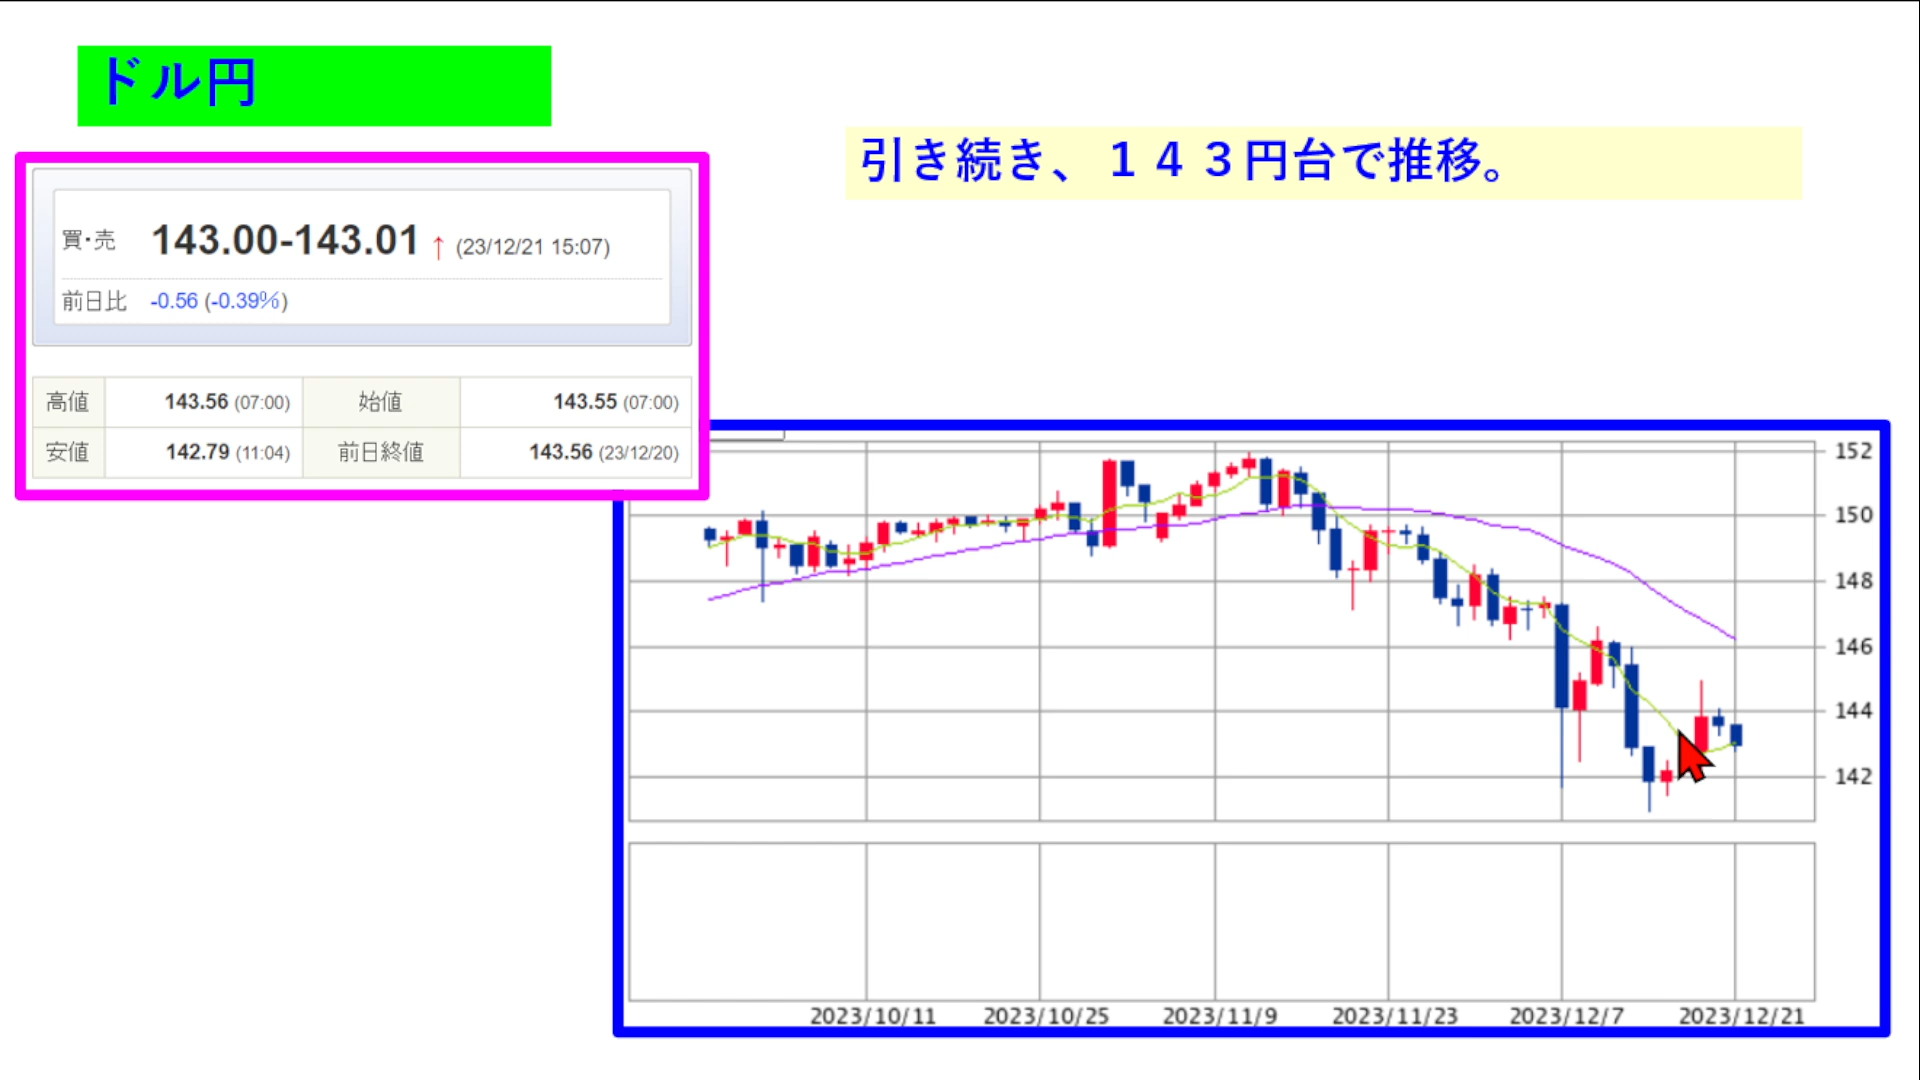 ドル円
引き続き、１４３円台で推移。
買・売 143.00-143.01 ↑ (23/12/21 15:07)
前日比 -0.56 (-0.39%)
高値 143.56 (07:00) 始値 143.55 (07:00)
安値 142.79 (11:04) 前日終値 143.56 (23/12/20)
152
150
148
146
144
142
2023/10/11 2023/10/25 2023/11/9 2023/11/23 2023/12/7 2023/12/21